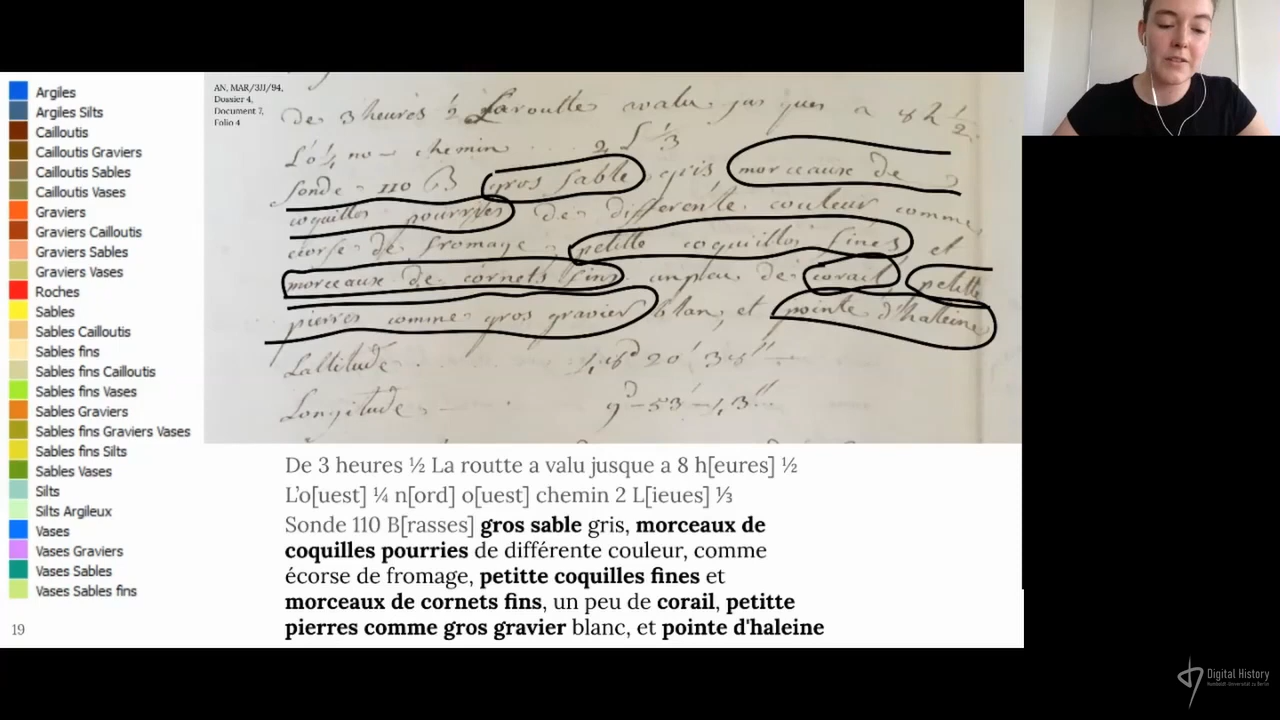 Argiles
Argiles Silts
Cailloutis
Cailloutis Graviers
Cailloutis Sables
Cailloutis Vases
Graviers
Graviers Cailloutis
Graviers Sables
Graviers Vases
Roches
Sables
Sables Cailloutis
Sables fins
Sables fins Cailloutis
Sables fins Vases
Sables Graviers
Sables fins Graviers Vases
Sables fins Silts
Sables Vases
Silts
Silts Argileux
Vases
Vases Graviers
Vases Sables
Vases Sables fins
19
AN, MAR/3JJ/94,
Dossier 4,
Document 7,
Folio 4
De 3 heures ½ La routte a valu jusques a 8 h ½
L'o ¼ no chemin 2 L ⅓
Sonde 110 B gros sable gris morceaux de
coquilles pourries de differente couleur comme
écorse de fromage petitte coquilles fines et
morceaux de cornets fins un peu de corail petitte
pierres comme gros gravier blan, et pointe d'haleine
Lattitude
Longitude
De 3 heures ½ La routte a valu jusque a 8 h[eures] ½
L'o[uest] ¼ n[ord] o[uest] chemin 2 L[ieues] ⅓
Sonde 110 B[rasses] gros sable gris, morceaux de
coquilles pourries de différente couleur, comme
écorse de fromage, petitte coquilles fines et
morceaux de cornets fins, un peu de corail, petitte
pierres comme gros gravier blanc, et pointe d'haleine
Digital History
Humboldt-Universität zu Berlin